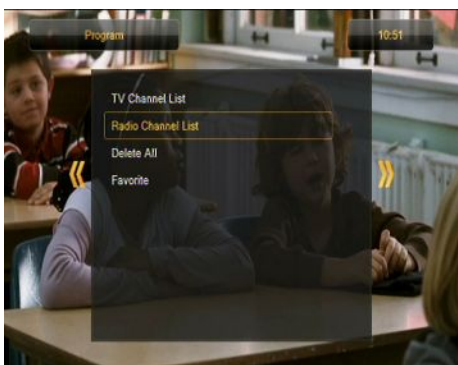 Program
10:51
TV Channel List
Radio Channel List
Delete All
Favorite